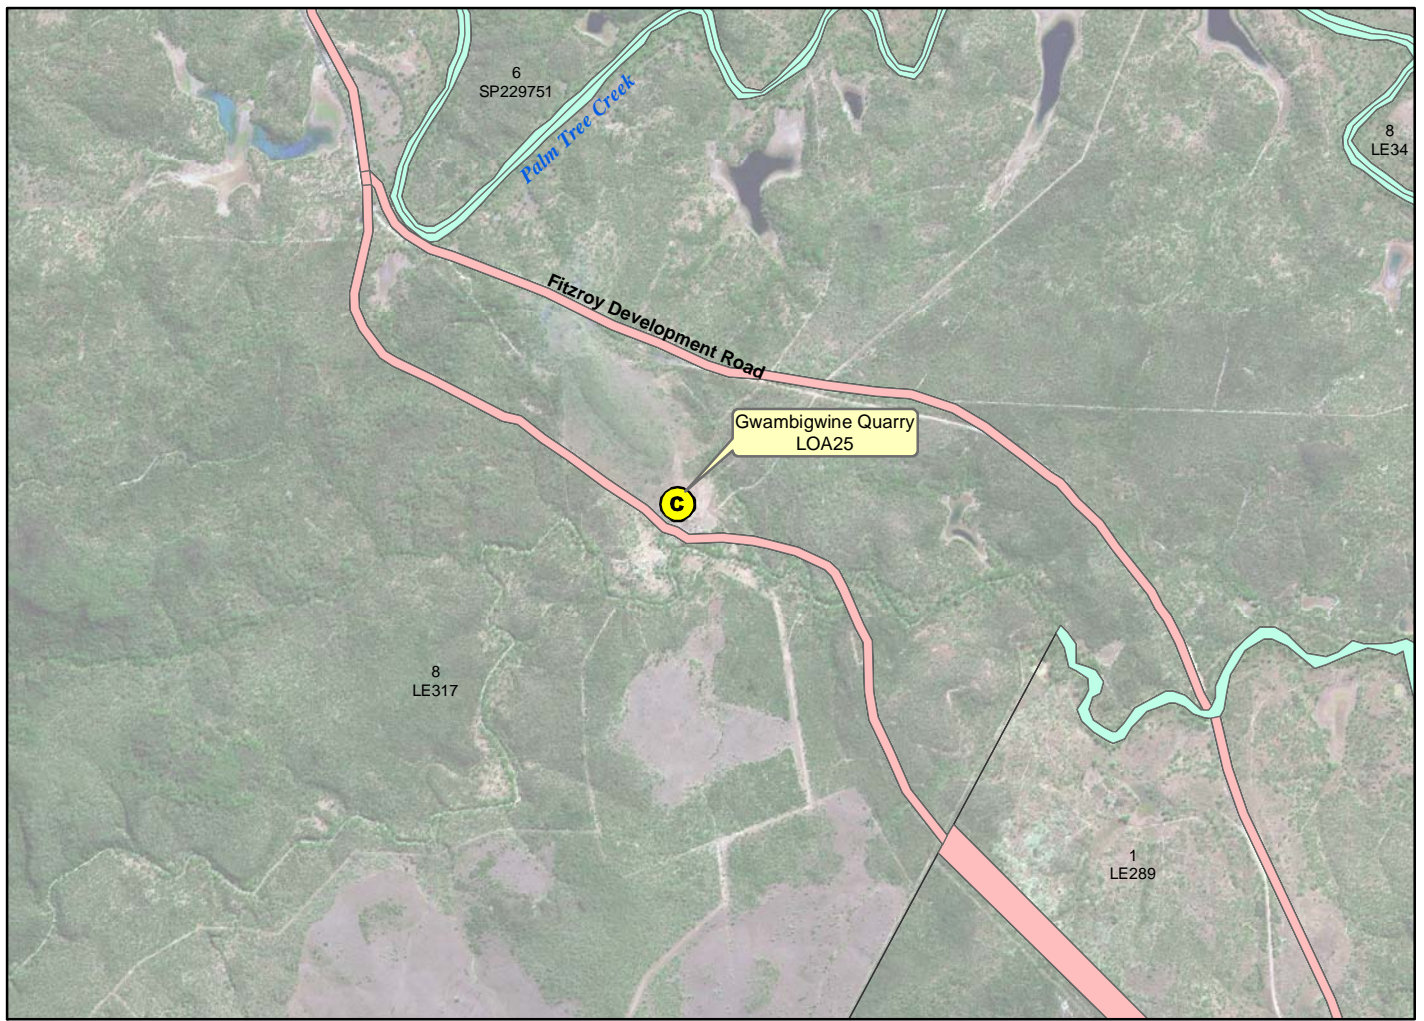 6
SP229751
Palm Tree Creek
8
LE34
Fitzroy Development Road
Gwambigwine Quarry
LOA25
C
8
LE317
1
LE289